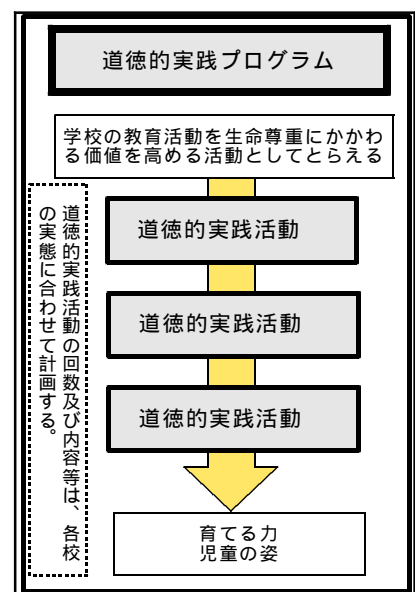 道徳的実践プログラム
学校の教育活動を生命尊重にかかわ
る価値を高める活動としてとらえる
道徳的実践活動の回数及び内容等は、各校
の実態に合わせて計画する。
道徳的実践活動
道徳的実践活動
道徳的実践活動
育てる力
児童の姿